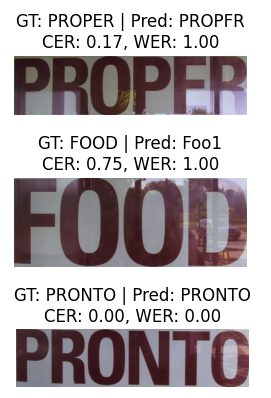 GT: PROPER | Pred: PROPFR
CER: 0.17, WER: 1.00
PROPER
GT: FOOD | Pred: Foo1
CER: 0.75, WER: 1.00
FOOD
GT: PRONTO | Pred: PRONTO
CER: 0.00, WER: 0.00
PRONTO